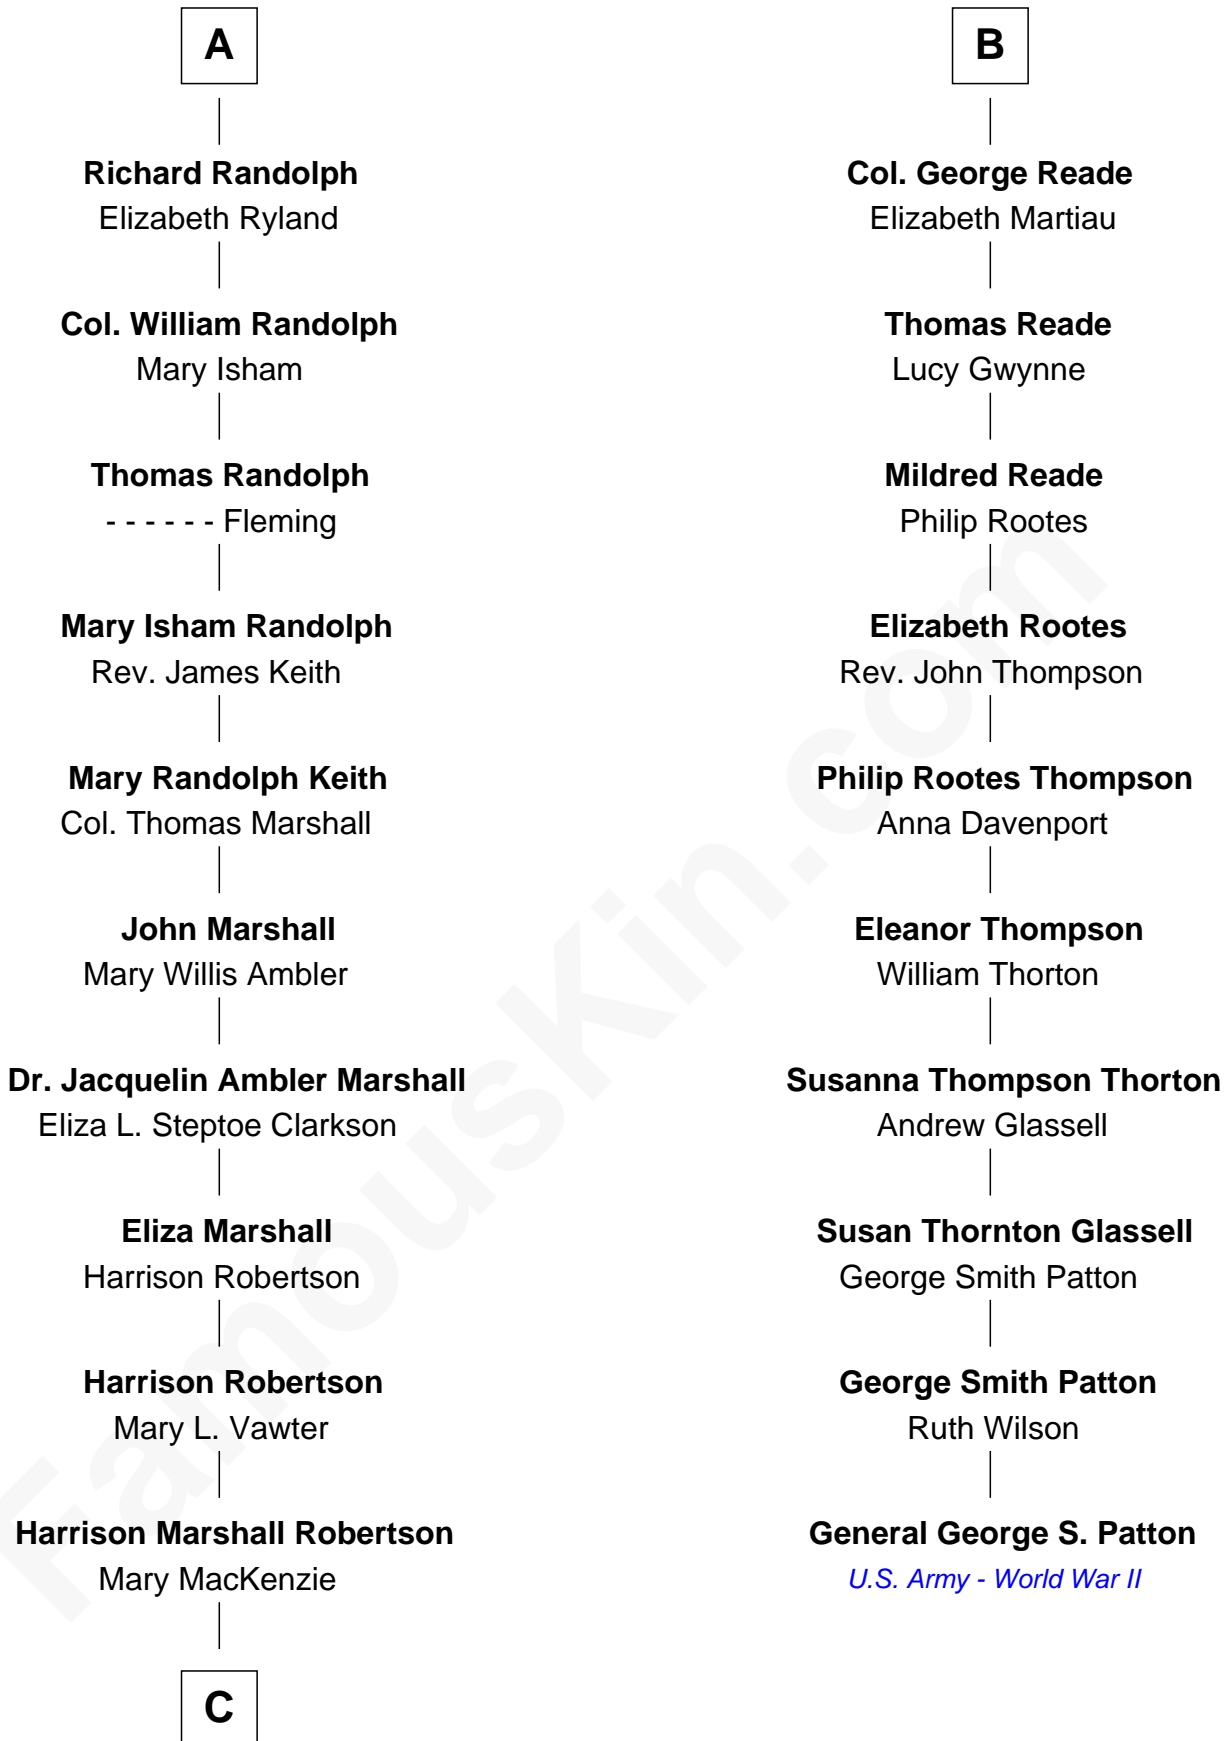 A
Richard Randolph
Elizabeth Ryland
Col. William Randolph
Mary Isham
Thomas Randolph
- - - - - - Fleming
Mary Isham Randolph
Rev. James Keith
Mary Randolph Keith
Col. Thomas Marshall
John Marshall
Mary Willis Ambler
Dr. Jacquelin Ambler Marshall
Eliza L. Steptoe Clarkson
Eliza Marshall
Harrison Robertson
Harrison Robertson
Mary L. Vawter
Harrison Marshall Robertson
Mary MacKenzie
C
B
Col. George Reade
Elizabeth Martiau
Thomas Reade
Lucy Gwynne
Mildred Reade
Philip Rootes
Elizabeth Rootes
Rev. John Thompson
Philip Rootes Thompson
Anna Davenport
Eleanor Thompson
William Thorton
Susanna Thompson Thorton
Andrew Glassell
Susan Thornton Glassell
George Smith Patton
George Smith Patton
Ruth Wilson
General George S. Patton
U.S. Army - World War II
FamousKin.com